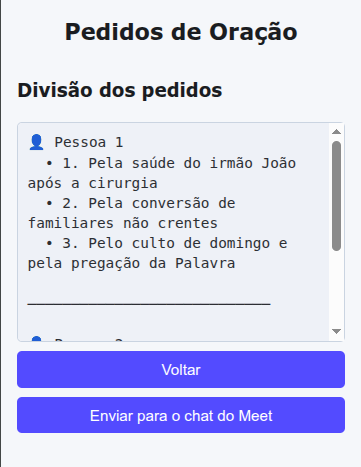 Pedidos de Oração
Divisão dos pedidos
👤 Pessoa 1
• 1. Pela saúde do irmão João
após a cirurgia
• 2. Pela conversão de
familiares não crentes
• 3. Pelo culto de domingo e
pela pregação da Palavra
____________________________
Voltar
Enviar para o chat do Meet